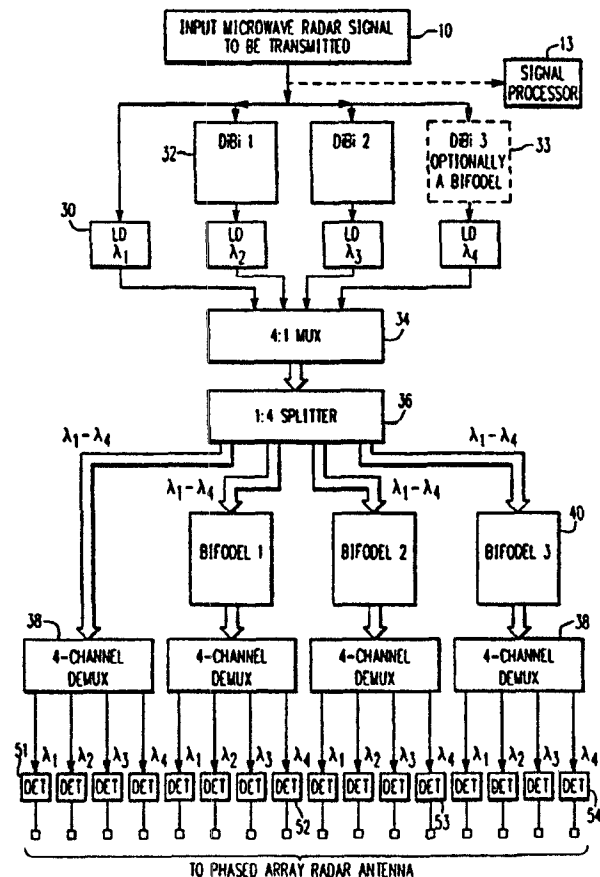 INPUT MICROWAVE RADAR SIGNAL
TO BE TRANSMITTED
10
13
SIGNAL
PROCESSOR
32
DiBi 1
DiBi 2
DiBi 3
OPTIONALLY
A BIFODEL
33
30
LD
λ1
LD
λ2
LD
λ3
LD
λ4
4:1 MUX
34
1:4 SPLITTER
36
λ1-λ4
λ1-λ4
λ1-λ4
λ1-λ4
BIFODEL 1
BIFODEL 2
BIFODEL 3
40
38
4-CHANNEL
DEMUX
4-CHANNEL
DEMUX
4-CHANNEL
DEMUX
4-CHANNEL
DEMUX
38
λ1 λ2 λ3 λ4 λ1 λ2 λ3 λ4 λ1 λ2 λ3 λ4 λ1 λ2 λ3 λ4
51
DET DET DET DET DET DET DET DET DET DET DET DET DET DET DET DET
52
53
54
TO PHASED ARRAY RADAR ANTENNA